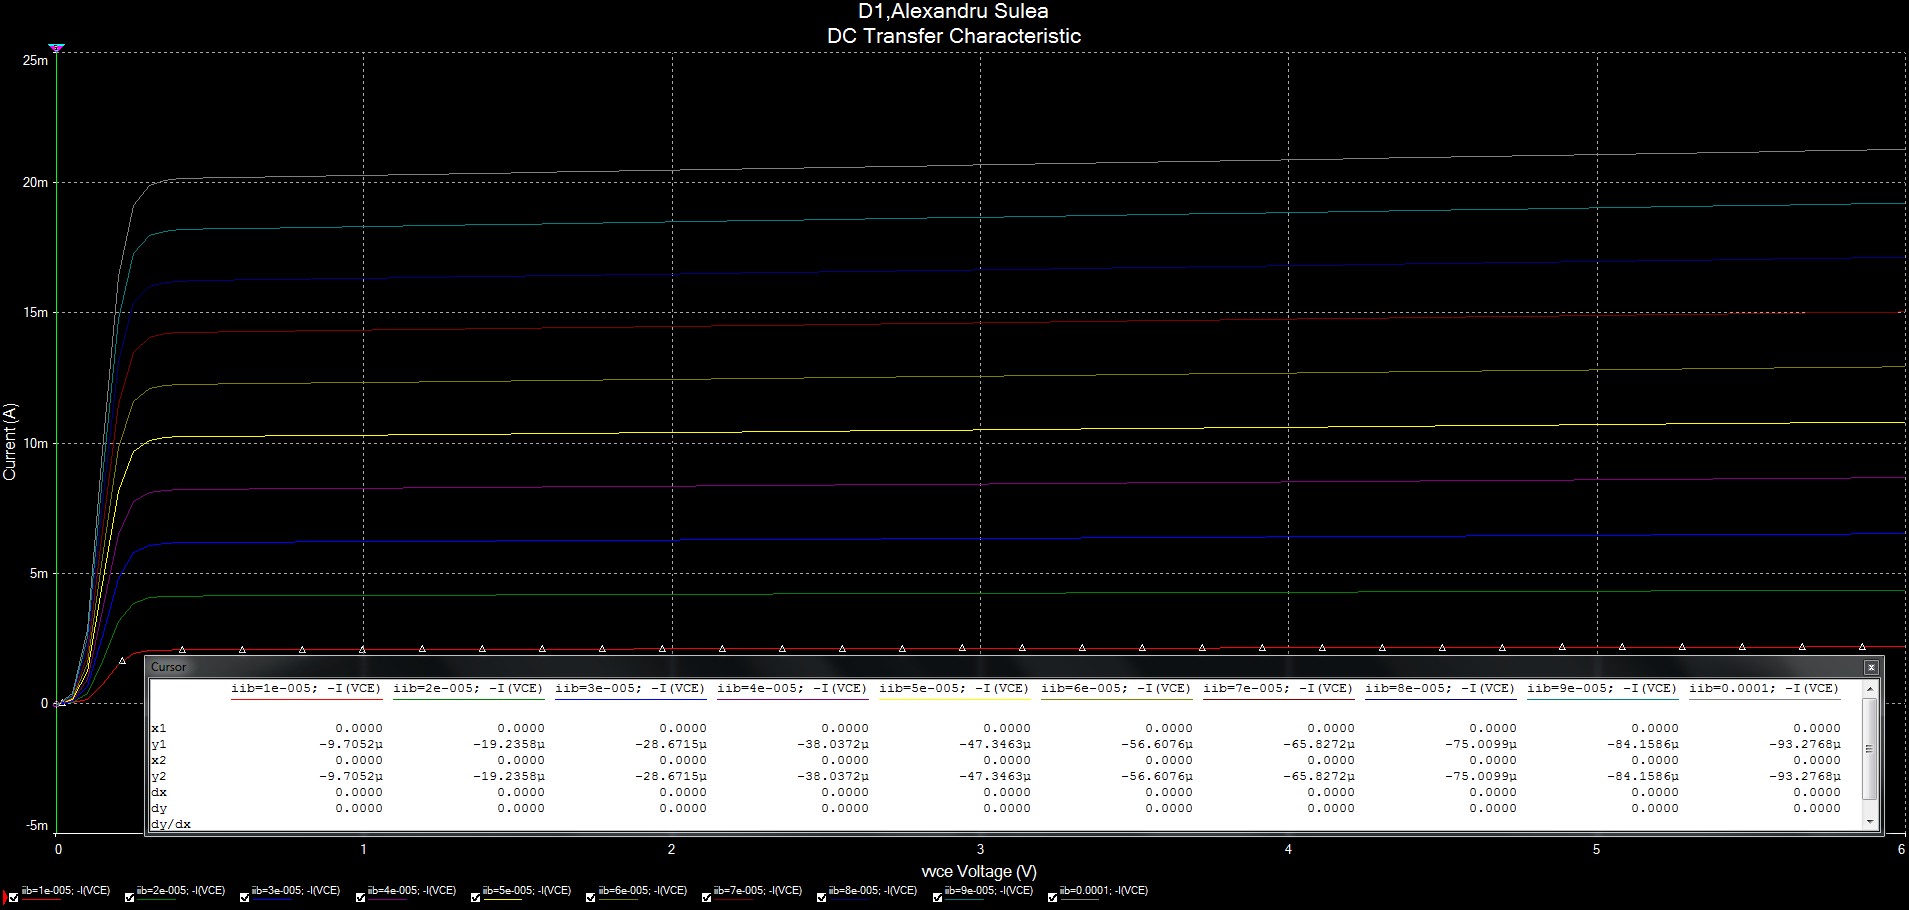 D1,Alexandru Sulea
DC Transfer Characteristic
25m
20m
15m
10m
5m
0
-5m
Current (A)
Cursor
iib=1e-005; -I(VCE) iib=2e-005; -I(VCE) iib=3e-005; -I(VCE) iib=4e-005; -I(VCE) iib=5e-005; -I(VCE) iib=6e-005; -I(VCE) iib=7e-005; -I(VCE) iib=8e-005; -I(VCE) iib=9e-005; -I(VCE) iib=0.0001; -I(VCE)
x1 0.0000 0.0000 0.0000 0.0000 0.0000 0.0000 0.0000 0.0000 0.0000 0.0000
y1 -9.7052µ -19.2358µ -28.6715µ -38.0372µ -47.3463µ -56.6076µ -65.8272µ -75.0099µ -84.1586µ -93.2768µ
x2 0.0000 0.0000 0.0000 0.0000 0.0000 0.0000 0.0000 0.0000 0.0000 0.0000
y2 -9.7052µ -19.2358µ -28.6715µ -38.0372µ -47.3463µ -56.6076µ -65.8272µ -75.0099µ -84.1586µ -93.2768µ
dx 0.0000 0.0000 0.0000 0.0000 0.0000 0.0000 0.0000 0.0000 0.0000 0.0000
dy 0.0000 0.0000 0.0000 0.0000 0.0000 0.0000 0.0000 0.0000 0.0000 0.0000
dy/dx
0 1 2 3 4 5 6
vvce Voltage (V)
iib=1e-005; -I(VCE) iib=2e-005; -I(VCE) iib=3e-005; -I(VCE) iib=4e-005; -I(VCE) iib=5e-005; -I(VCE) iib=6e-005; -I(VCE) iib=7e-005; -I(VCE) iib=8e-005; -I(VCE) iib=9e-005; -I(VCE) iib=0.0001; -I(VCE)